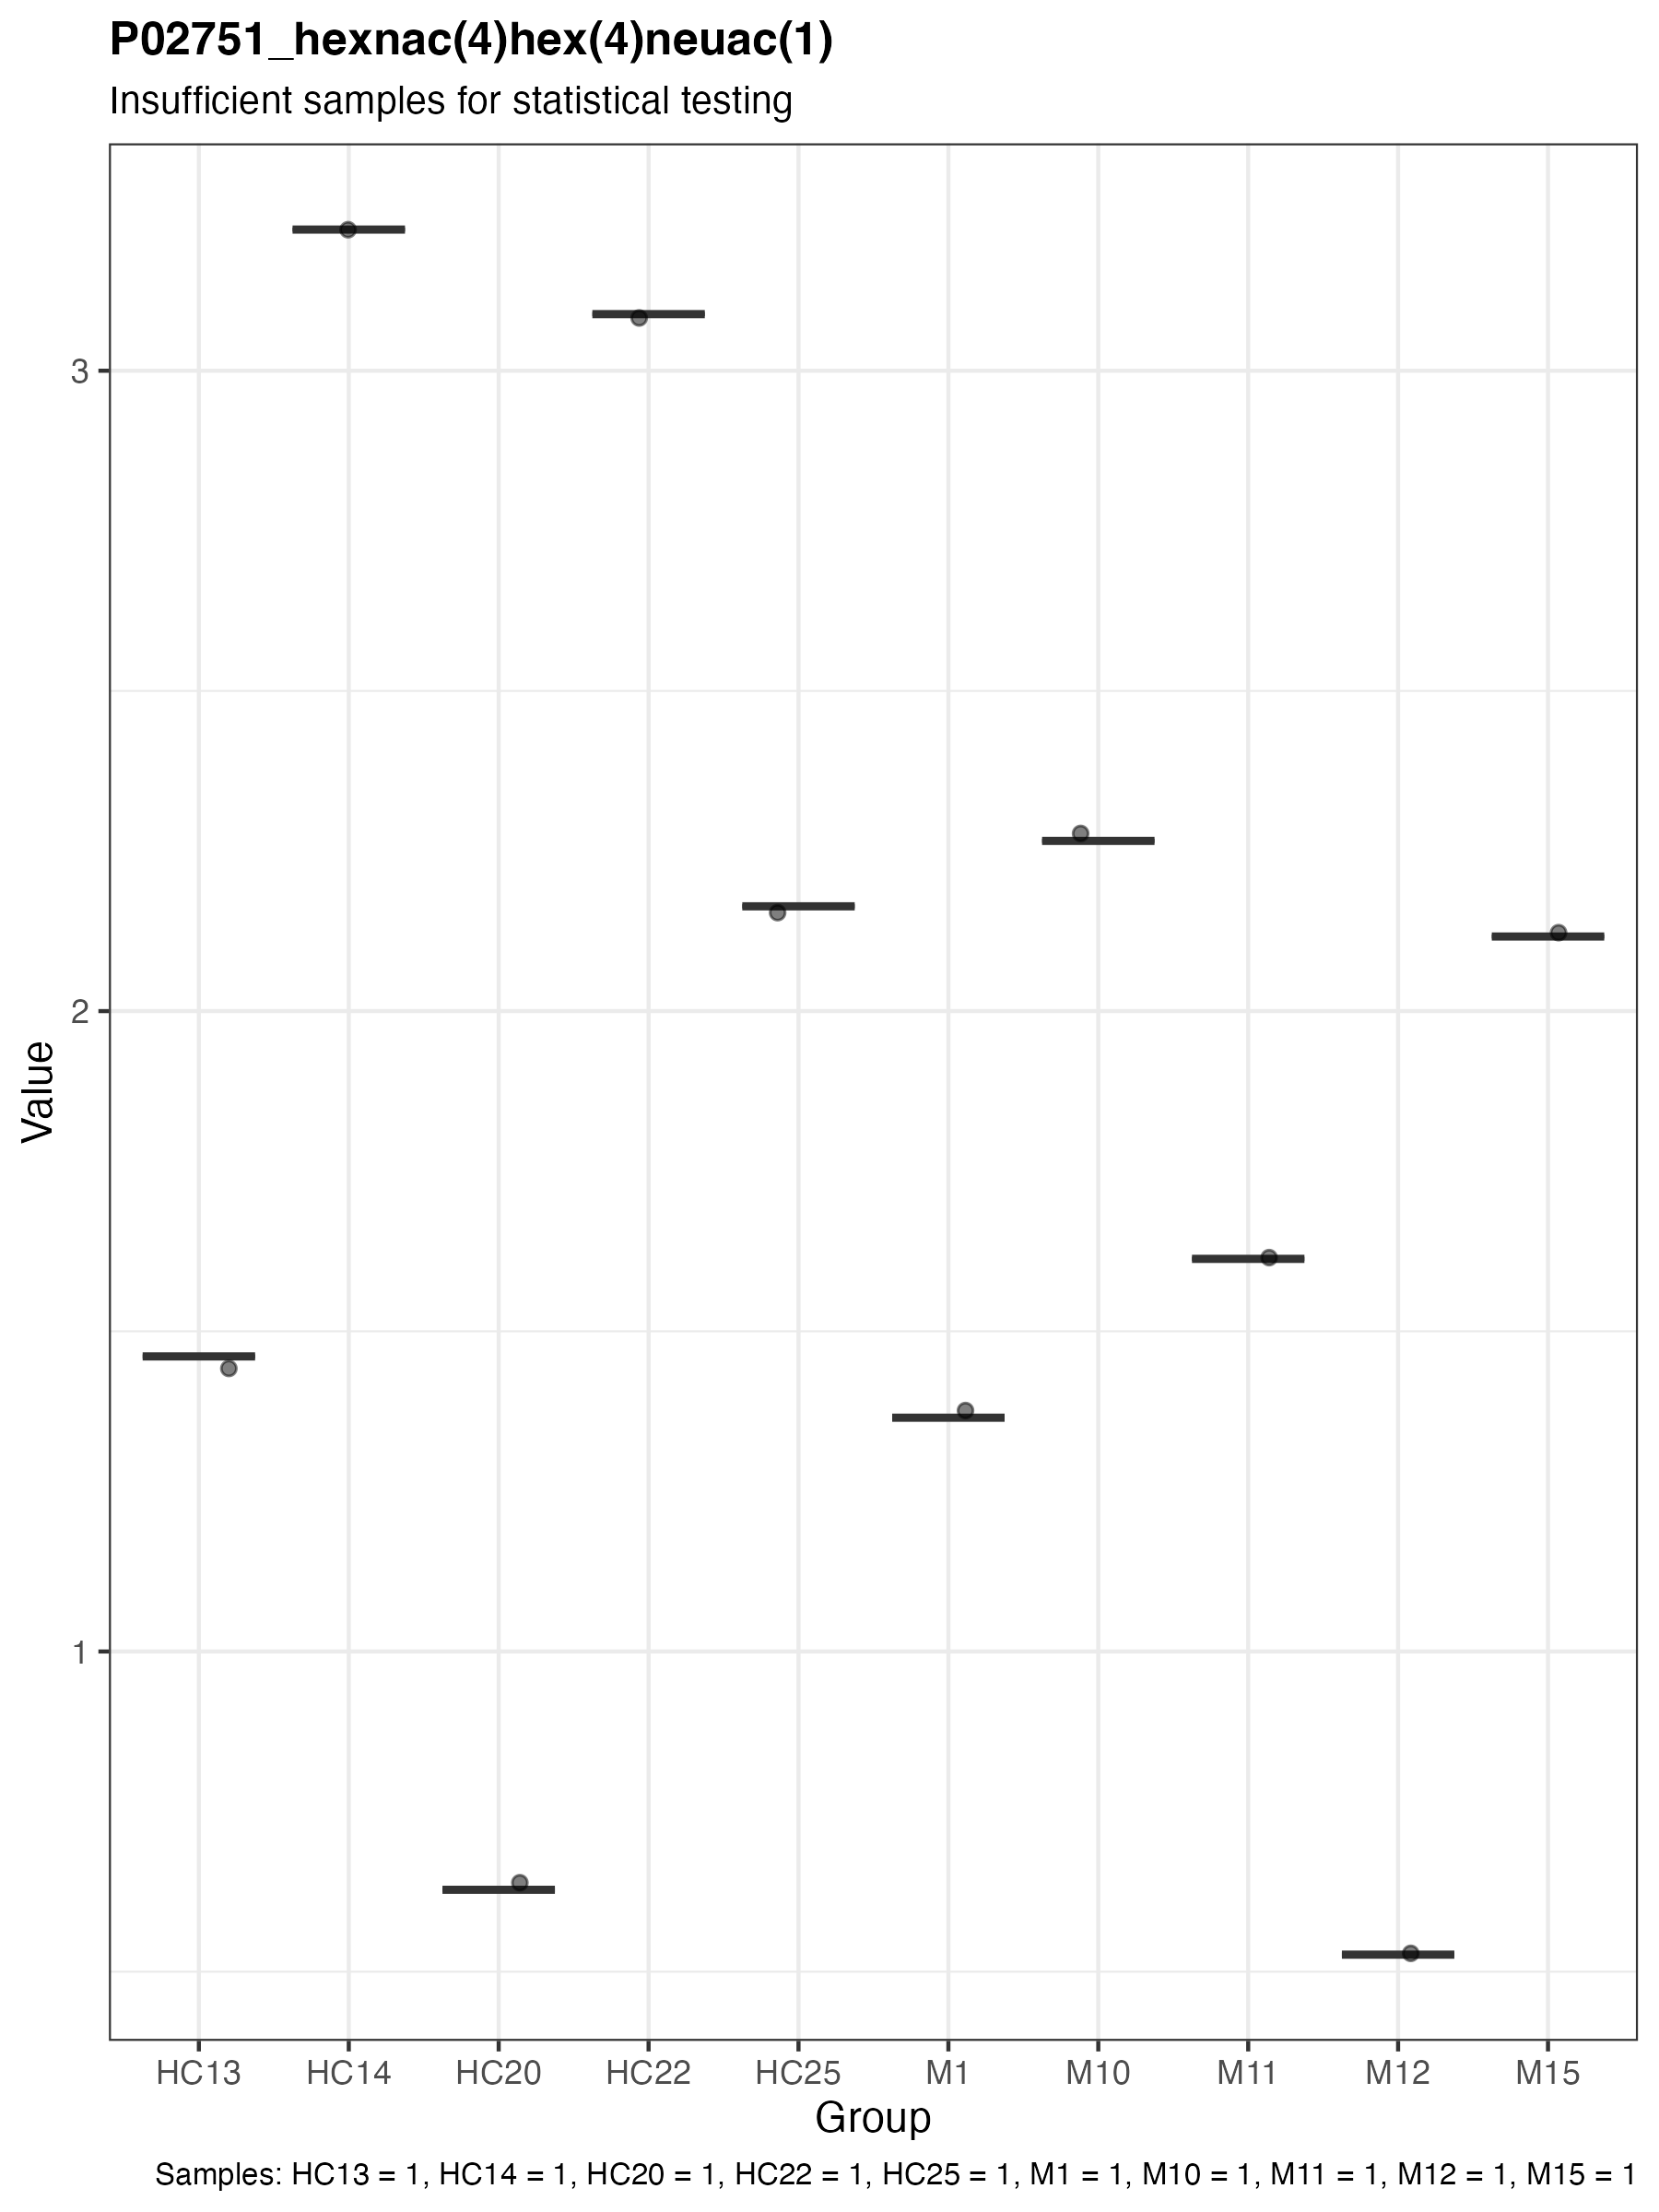 P02751_hexnac(4)hex(4)neuac(1)
Insufficient samples for statistical testing
3
2
1
Value
HC13 HC14 HC20 HC22 HC25 M1 M10 M11 M12 M15
Group
Samples: HC13 = 1, HC14 = 1, HC20 = 1, HC22 = 1, HC25 = 1, M1 = 1, M10 = 1, M11 = 1, M12 = 1, M15 = 1